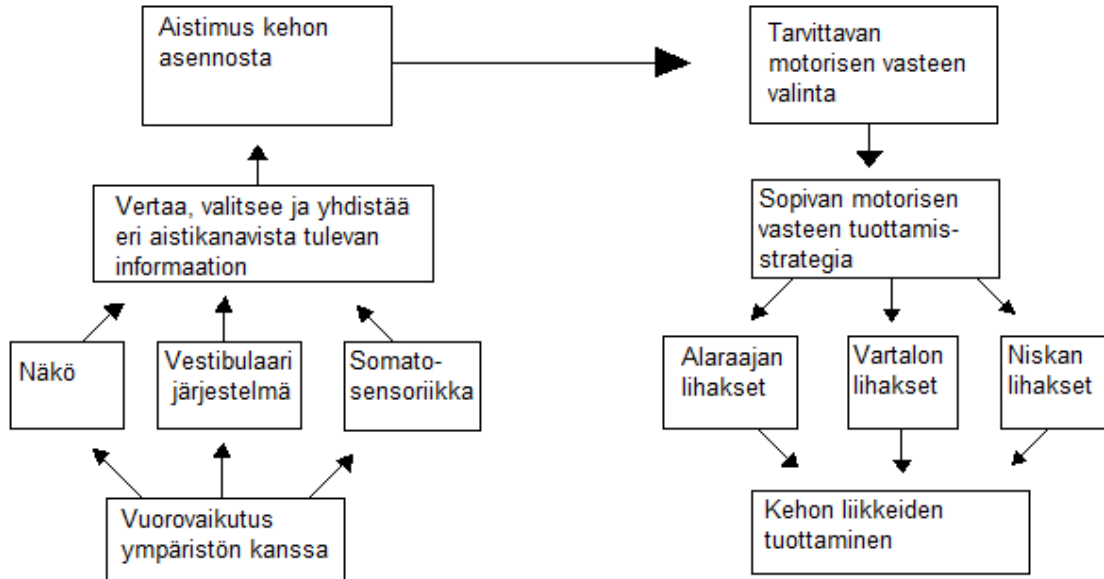 Aistimus kehon
asennosta
Tarvittavan
motorisen vasteen
valinta
Vertaa, valitsee ja yhdistää
eri aistikanavista tulevan
informaation
Sopivan motorisen
vasteen tuottamis-
strategia
Näkö
Vestibulaari
järjestelmä
Somato-
sensoriikka
Alaraajan
lihakset
Vartalon
lihakset
Niskan
lihakset
Vuorovaikutus
ympäristön kanssa
Kehon liikkeiden
tuottaminen